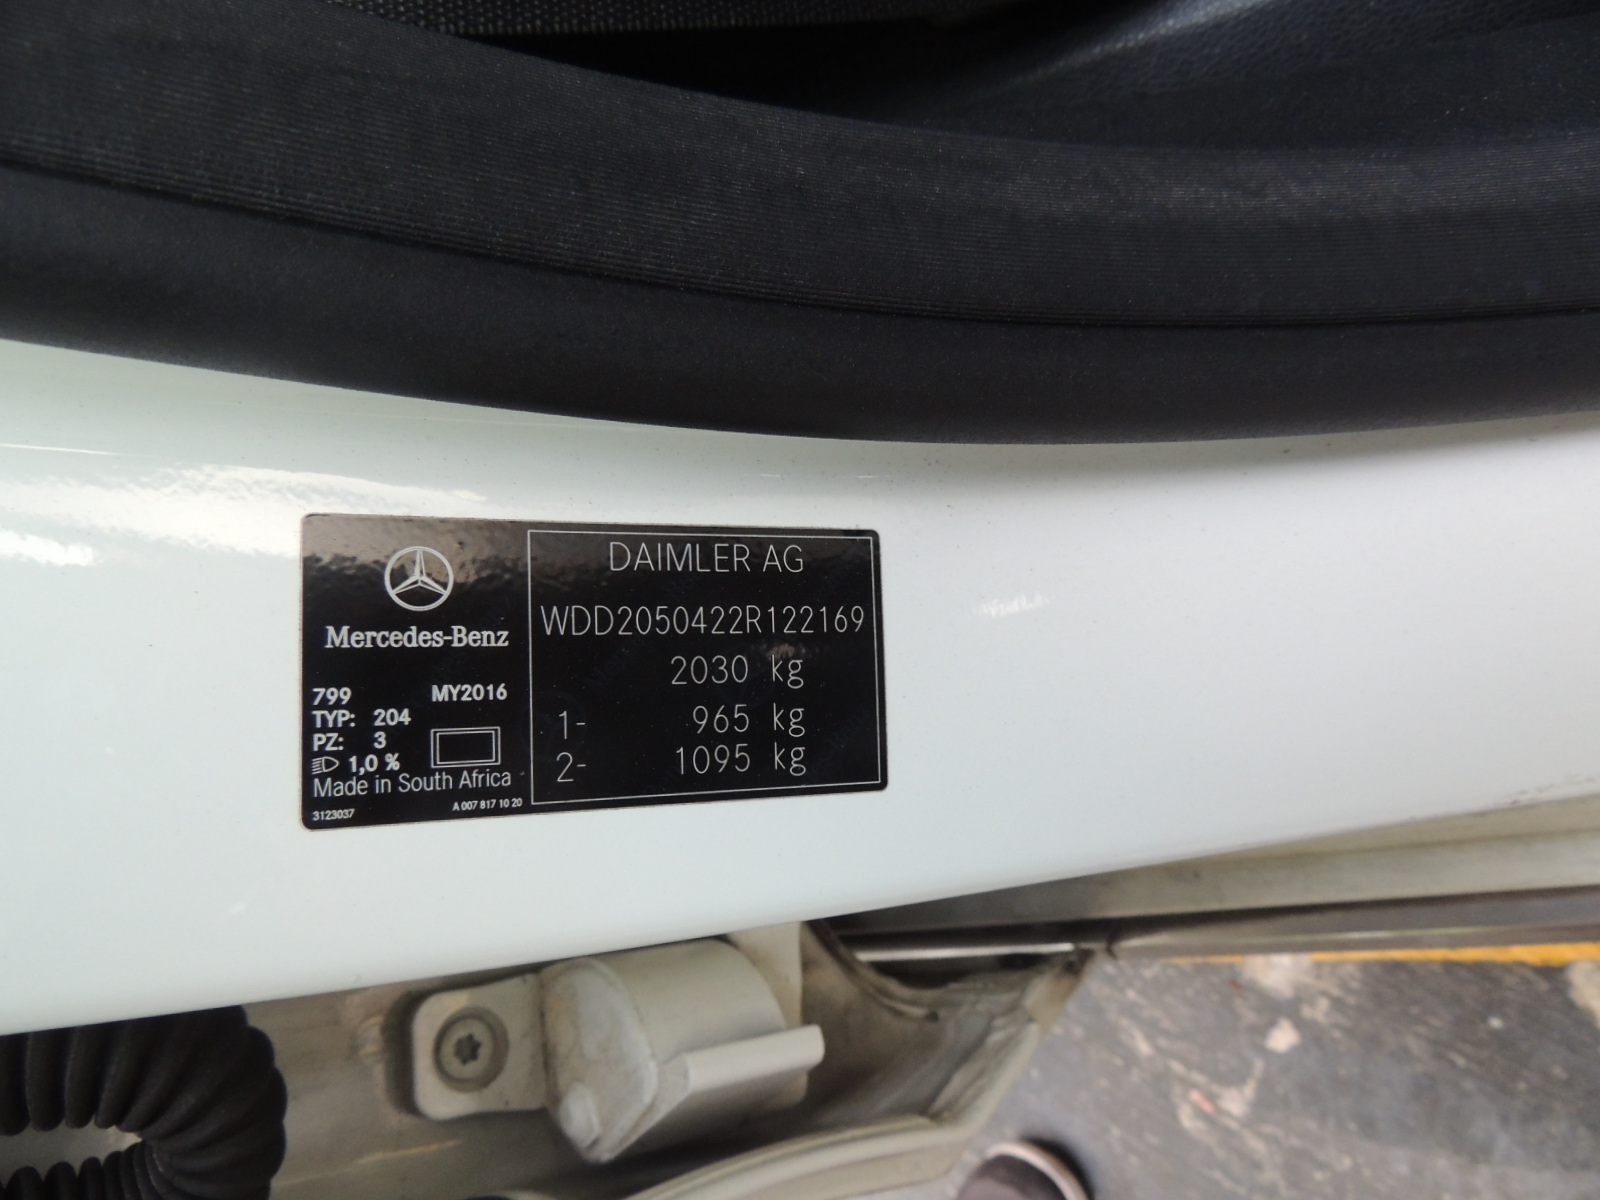 Mercedes-Benz
799 MY2016
TYP: 204
PZ: 3
1,0 %
Made in South Africa
3123037 A 007 817 10 20
DAIMLER AG
WDD2050422R122169
2030 kg
1- 965 kg
2- 1095 kg